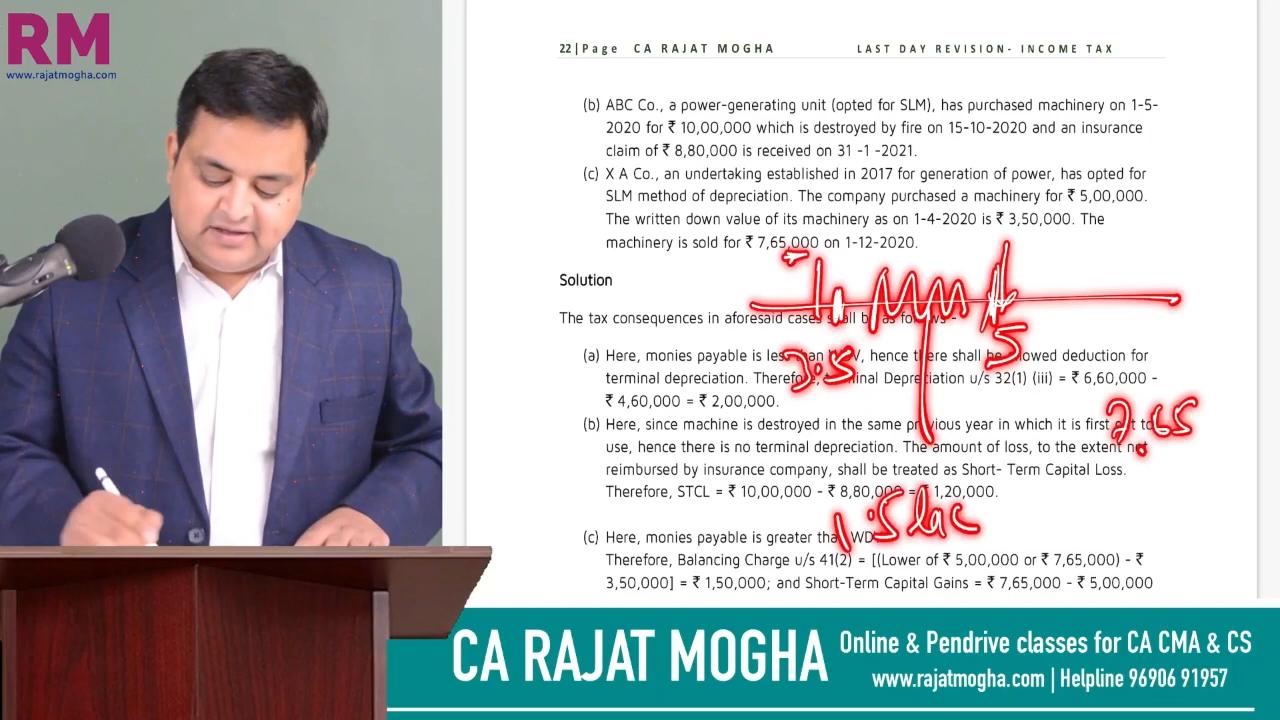 RM
www.rajatmogha.com
22|Page CA RAJAT MOGHA LAST DAY REVISION- INCOME TAX
(b) ABC Co., a power-generating unit (opted for SLM), has purchased machinery on 1-5-
2020 for ₹ 10,00,000 which is destroyed by fire on 15-10-2020 and an insurance
claim of ₹ 8,80,000 is received on 31 -1 -2021.
(c) X A Co., an undertaking established in 2017 for generation of power, has opted for
SLM method of depreciation. The company purchased a machinery for ₹ 5,00,000.
The written down value of its machinery as on 1-4-2020 is ₹ 3,50,000. The
machinery is sold for ₹ 7,65,000 on 1-12-2020.
Solution
The tax consequences in aforesaid cases shall be as follows -
(a) Here, monies payable is less than WDV, hence there shall be allowed deduction for
terminal depreciation. Therefore, Terminal Depreciation u/s 32(1) (iii) = ₹ 6,60,000 -
₹ 4,60,000 = ₹ 2,00,000.
(b) Here, since machine is destroyed in the same previous year in which it is first put to
use, hence there is no terminal depreciation. The amount of loss, to the extent not
reimbursed by insurance company, shall be treated as Short- Term Capital Loss.
Therefore, STCL = ₹ 10,00,000 - ₹ 8,80,000 = ₹ 1,20,000.
(c) Here, monies payable is greater than WDV
Therefore, Balancing Charge u/s 41(2) = [(Lower of ₹ 5,00,000 or ₹ 7,65,000) - ₹
3,50,000] = ₹ 1,50,000; and Short-Term Capital Gains = ₹ 7,65,000 - ₹ 5,00,000
3.5
5
7.65
1.5 lac
CA RAJAT MOGHA
Online & Pendrive classes for CA CMA & CS
www.rajatmogha.com | Helpline 96906 91957